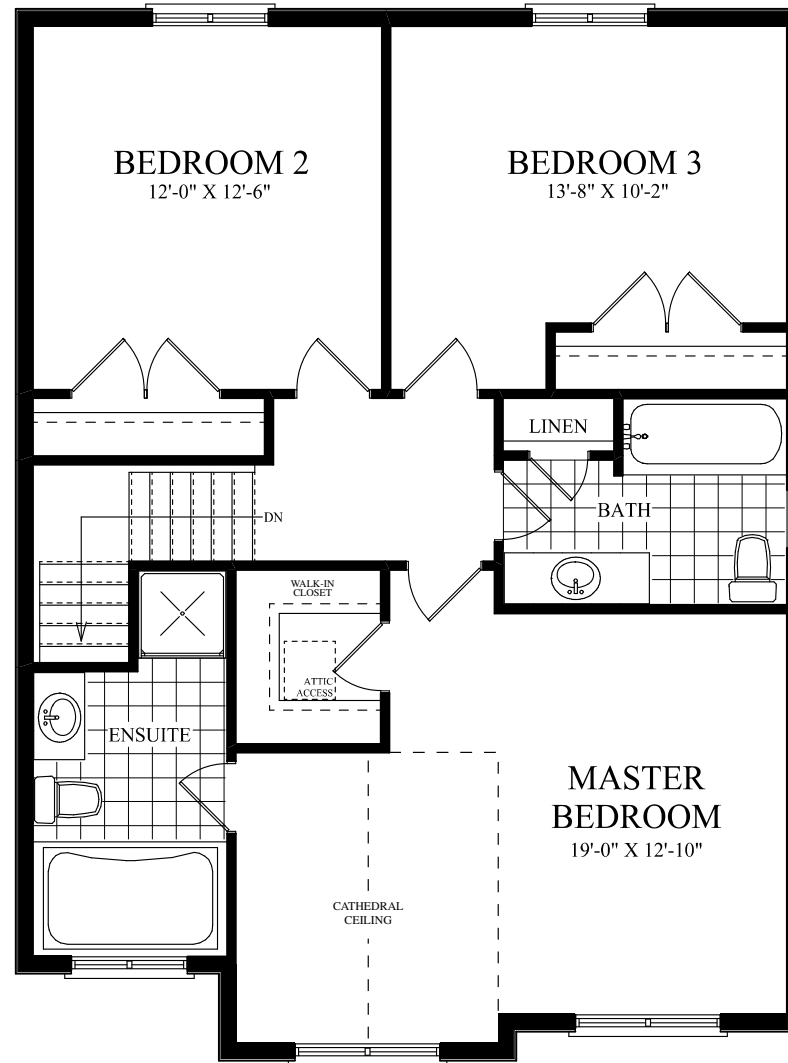 BEDROOM 2
12'-0" X 12'-6"
BEDROOM 3
13'-8" X 10'-2"
LINEN
BATH
DN
WALK-IN
CLOSET
ATTIC
ACCESS
ENSUITE
MASTER
BEDROOM
19'-0" X 12'-10"
CATHEDRAL
CEILING